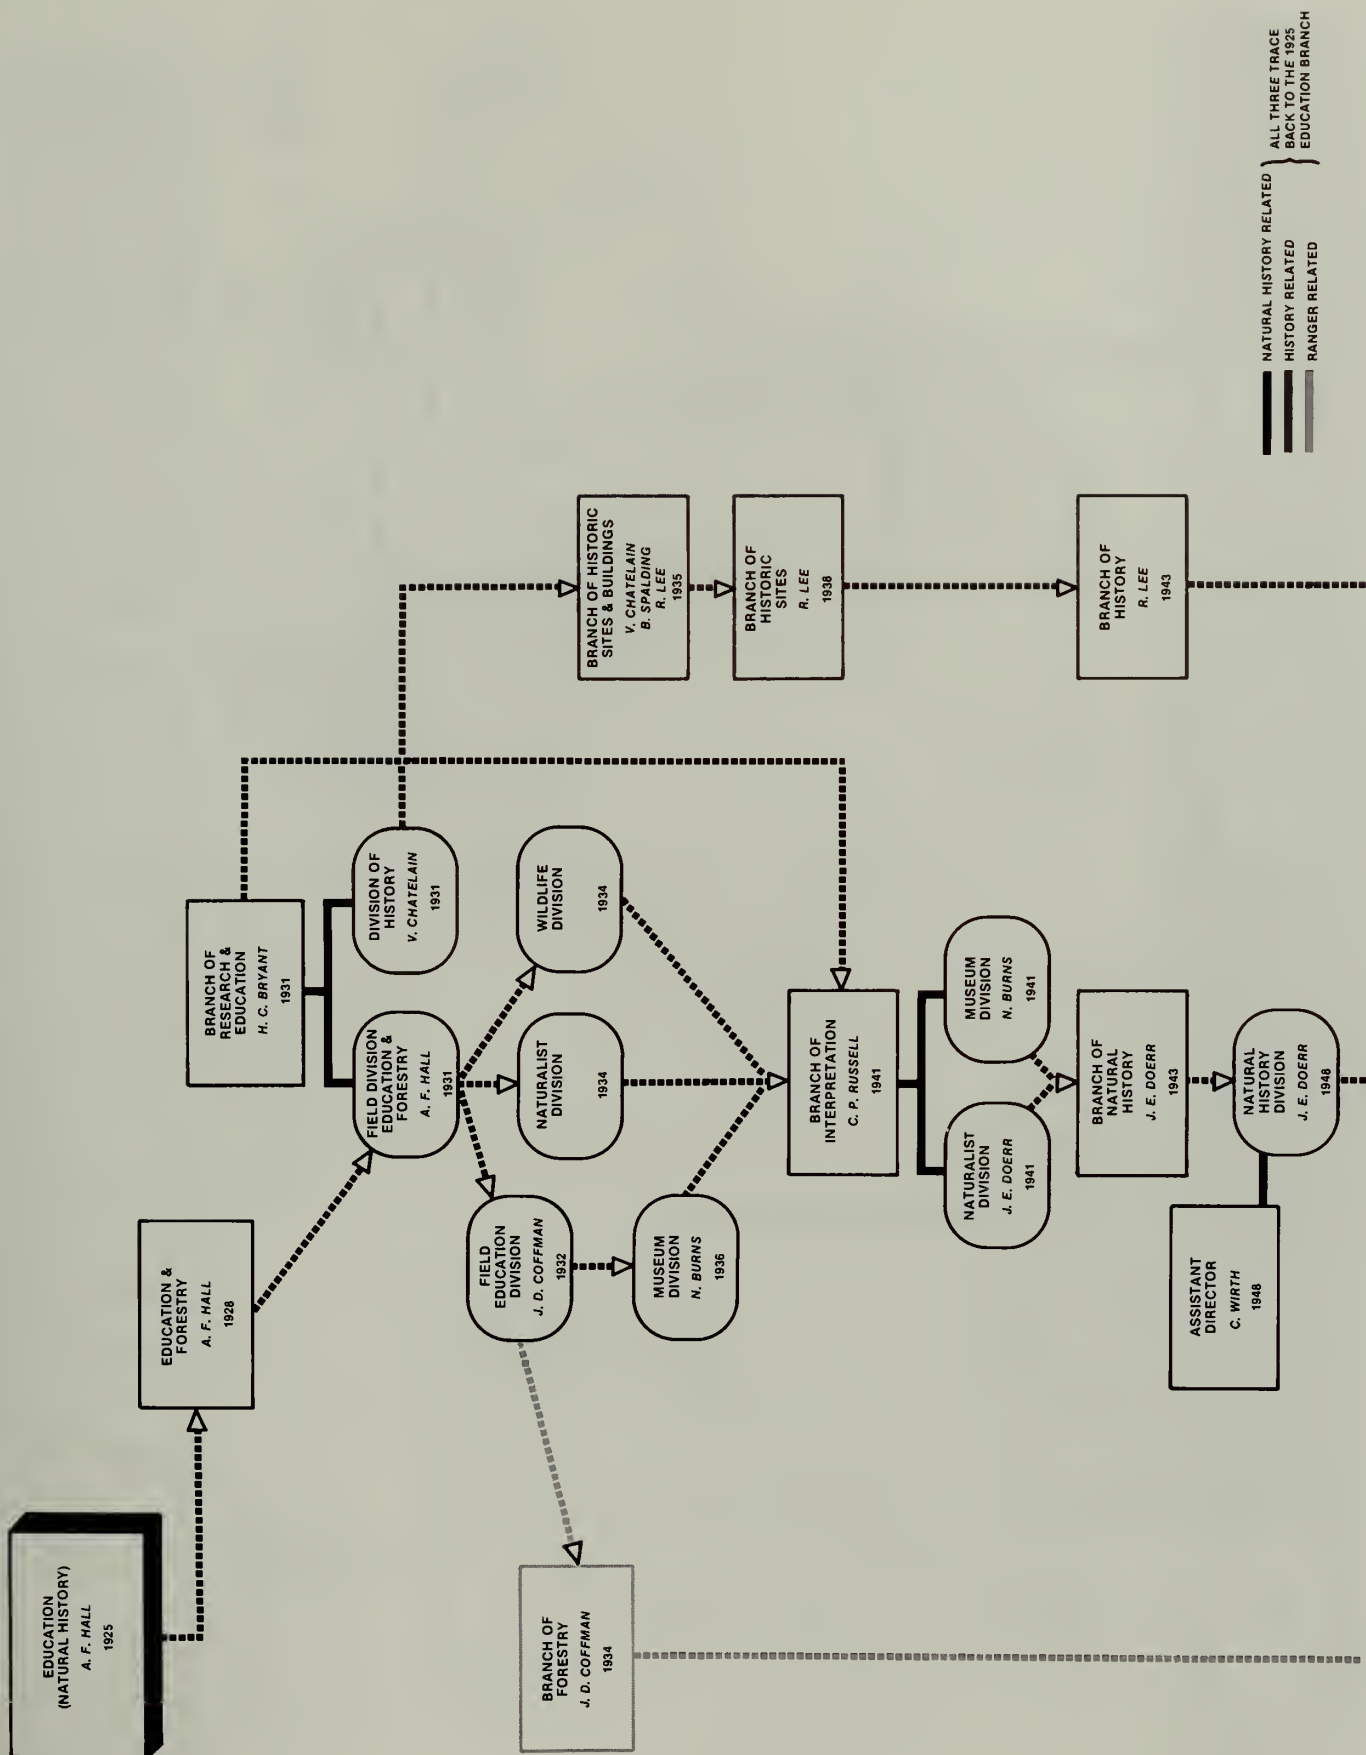 EDUCATION
(NATURAL HISTORY)
A. F. HALL
1925
EDUCATION &
FORESTRY
A. F. HALL
1928
BRANCH OF
RESEARCH &
EDUCATION
H. C. BRYANT
1931
FIELD DIVISION
EDUCATION &
FORESTRY
A. F. HALL
1931
DIVISION OF
HISTORY
V. CHATELAIN
1931
FIELD
EDUCATION
DIVISION
J. D. COFFMAN
1932
NATURALIST
DIVISION
1934
WILDLIFE
DIVISION
1934
BRANCH OF
FORESTRY
J. D. COFFMAN
1934
MUSEUM
DIVISION
N. BURNS
1936
BRANCH OF HISTORIC
SITES & BUILDINGS
V. CHATELAIN
B. SPALDING
R. LEE
1935
BRANCH OF
HISTORIC
SITES
R. LEE
1938
BRANCH OF
INTERPRETATION
C. P. RUSSELL
1941
NATURALIST
DIVISION
J. E. DOERR
1941
MUSEUM
DIVISION
N. BURNS
1941
BRANCH OF
NATURAL
HISTORY
J. E. DOERR
1943
BRANCH OF
HISTORY
R. LEE
1943
ASSISTANT
DIRECTOR
C. WIRTH
1948
NATURAL
HISTORY
DIVISION
J. E. DOERR
1948
NATURAL HISTORY RELATED
HISTORY RELATED
RANGER RELATED
ALL THREE TRACE
BACK TO THE 1925
EDUCATION BRANCH